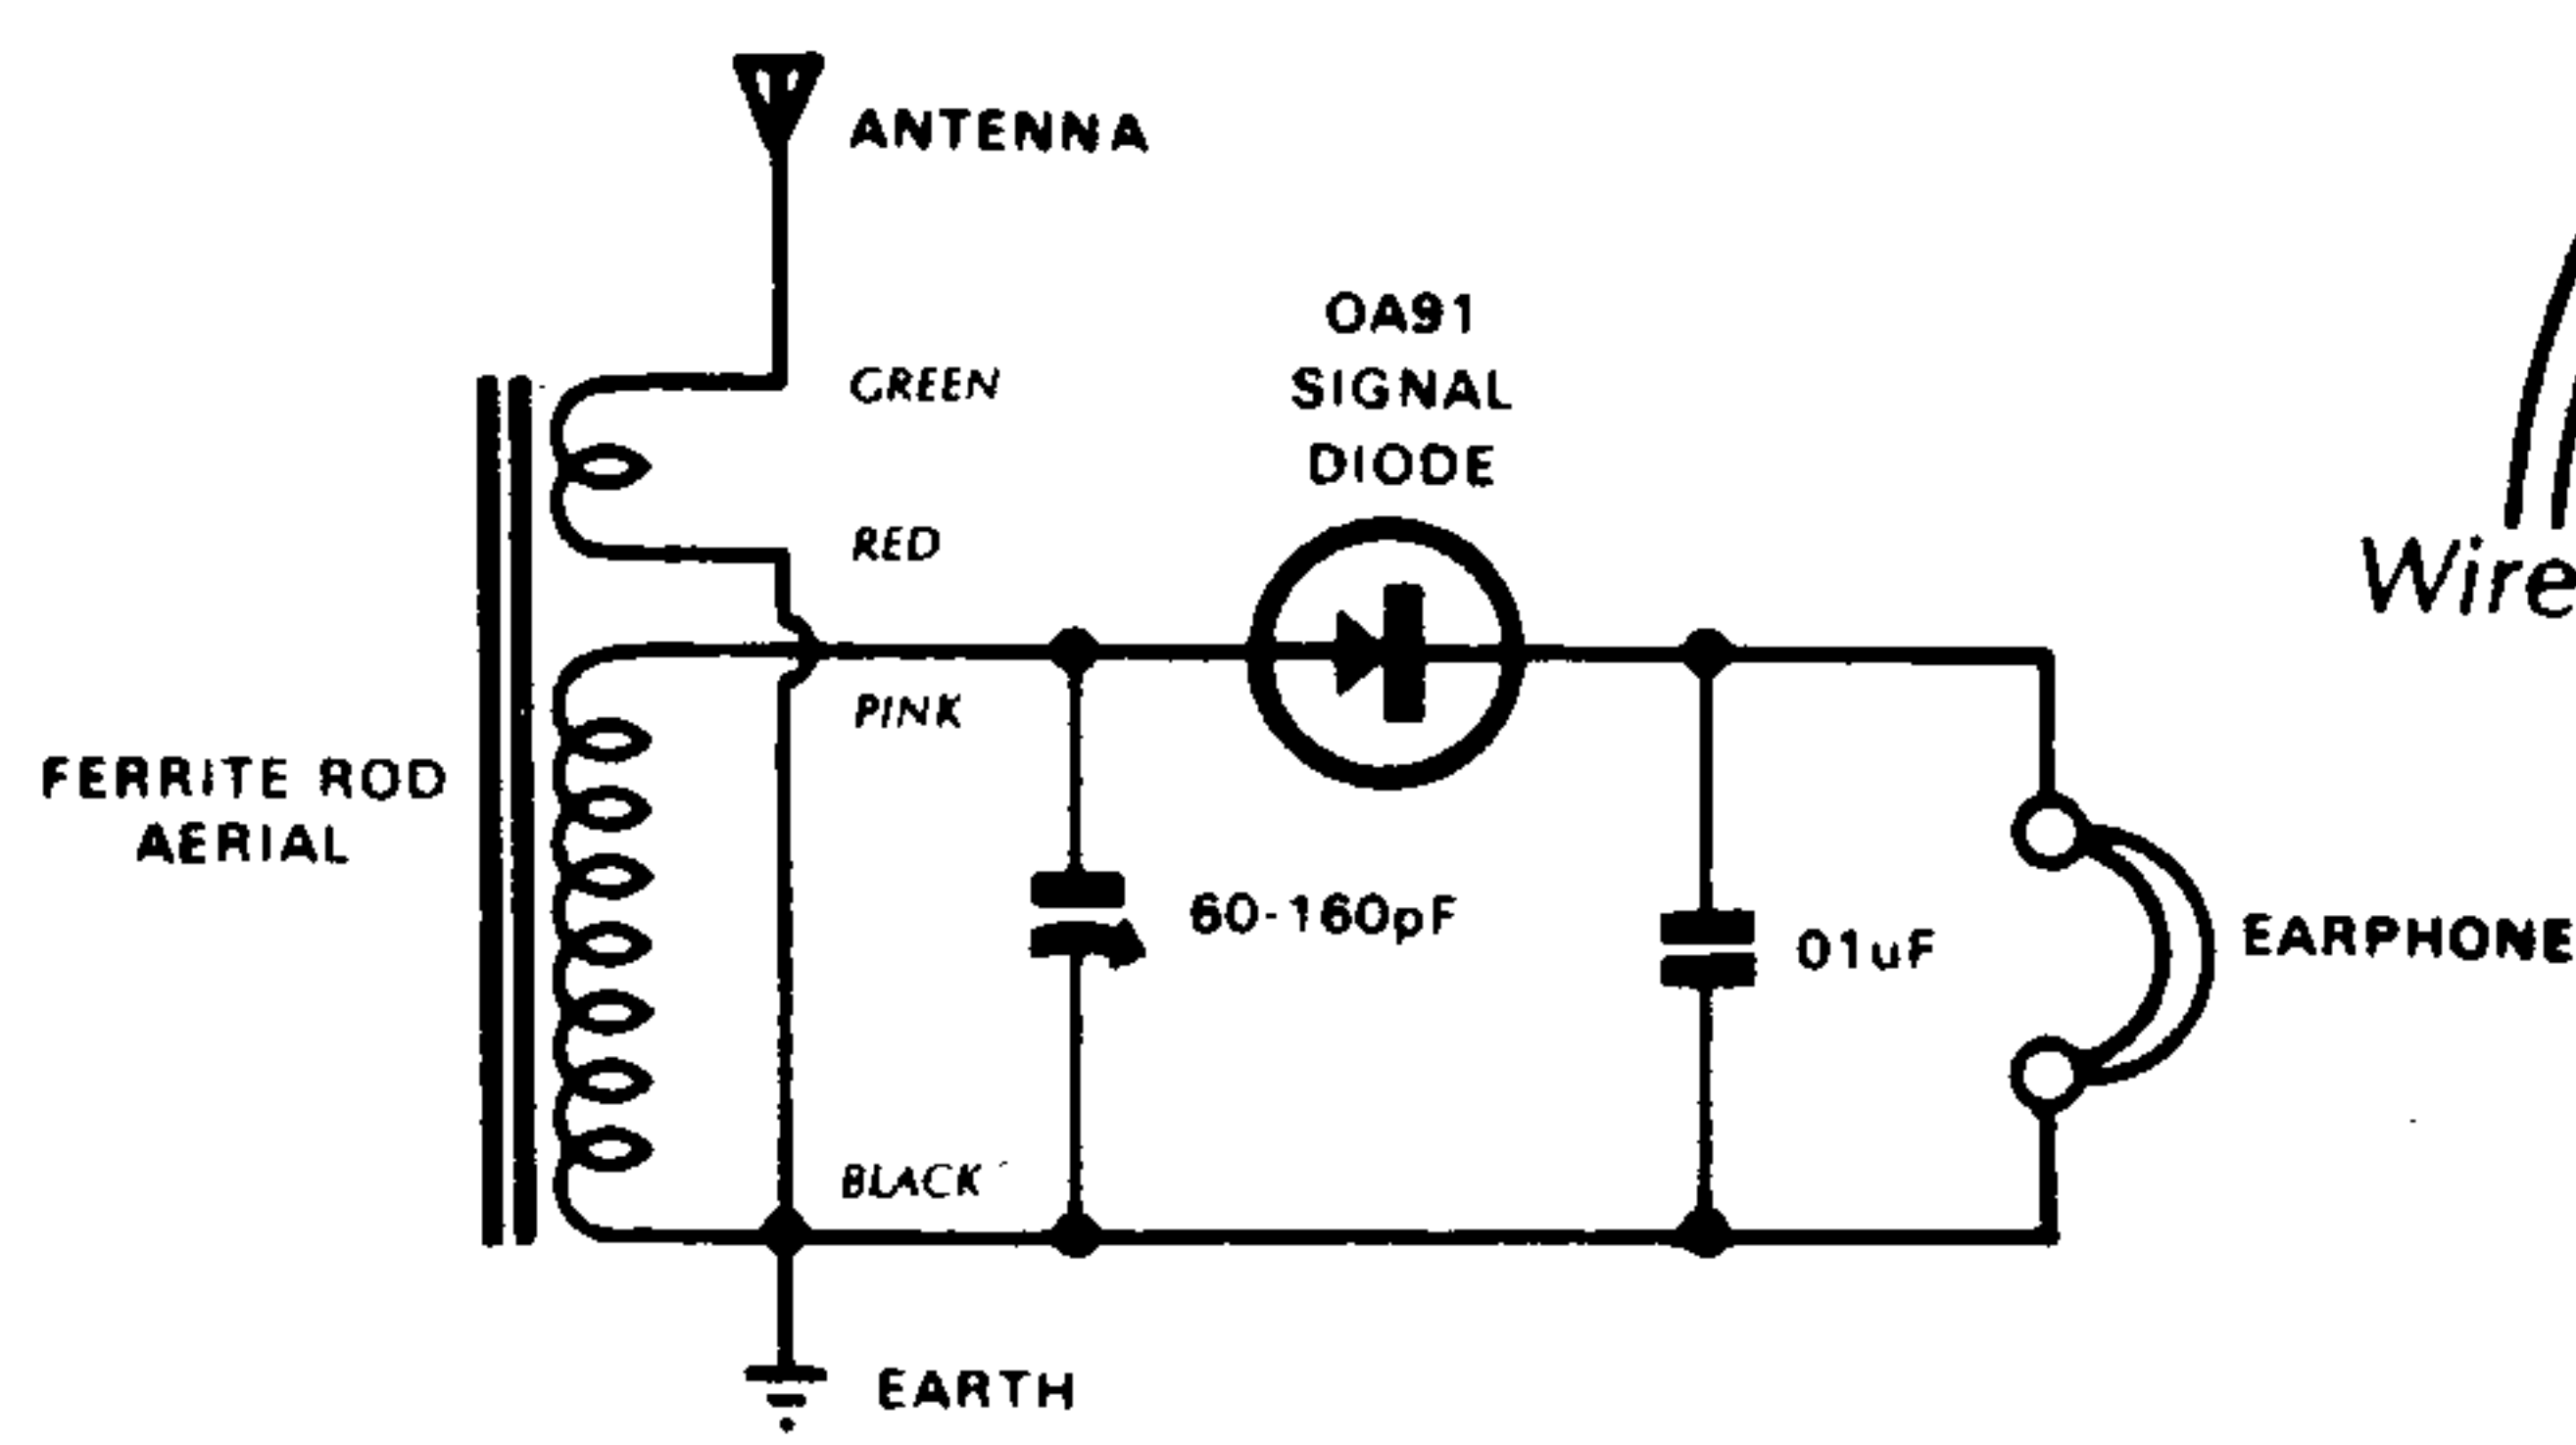 ANTENNA
GREEN
RED
OA91
SIGNAL
DIODE
PINK
FERRITE ROD
AERIAL
60-160pF
01uF
EARPHONE
BLACK
EARTH
Wire